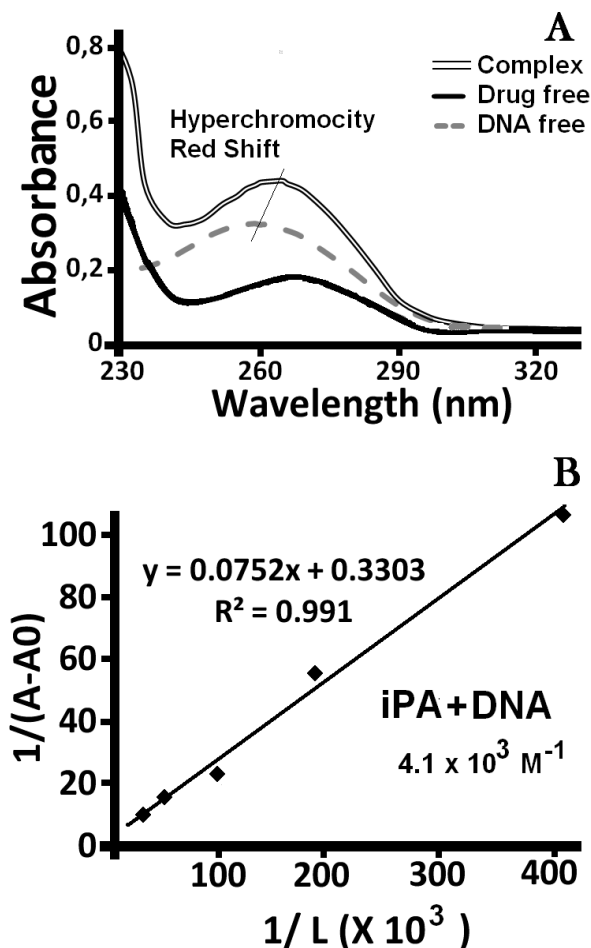 A
0,8
0,6
0,4
0,2
0
Absorbance
Complex
Drug free
DNA free
Hyperchromocity
Red Shift
230 260 290 320
Wavelength (nm)
B
100
80
60
40
20
0
1/(A-A0)
y = 0.0752x + 0.3303
R² = 0.991
iPA+DNA
4.1 x 10³ M⁻¹
100 200 300 400
1/ L (X 10³ )